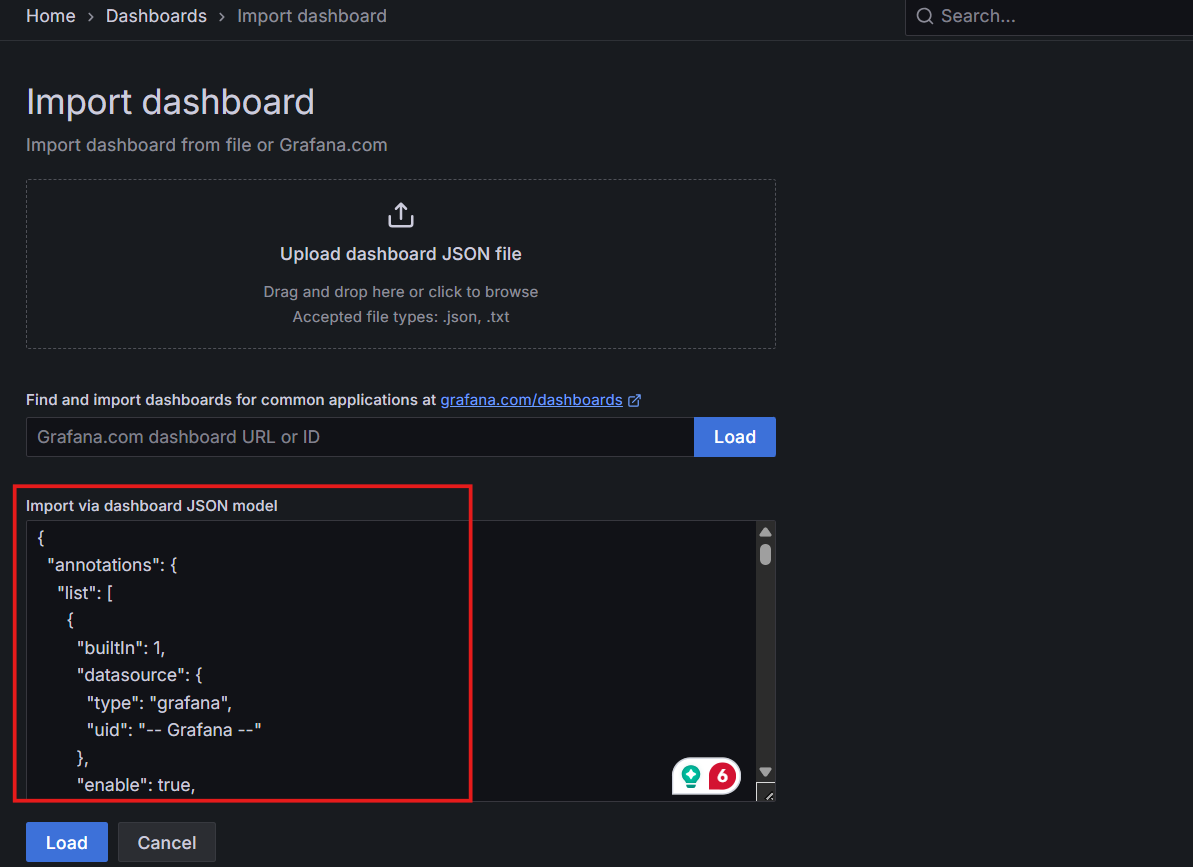 Home › Dashboards › Import dashboard
Search...
Import dashboard
Import dashboard from file or Grafana.com
Upload dashboard JSON file
Drag and drop here or click to browse
Accepted file types: .json, .txt
Find and import dashboards for common applications at grafana.com/dashboards
Grafana.com dashboard URL or ID
Load
Import via dashboard JSON model
{
"annotations": {
"list": [
{
"builtIn": 1,
"datasource": {
"type": "grafana",
"uid": "-- Grafana --"
},
"enable": true,
6
Load
Cancel